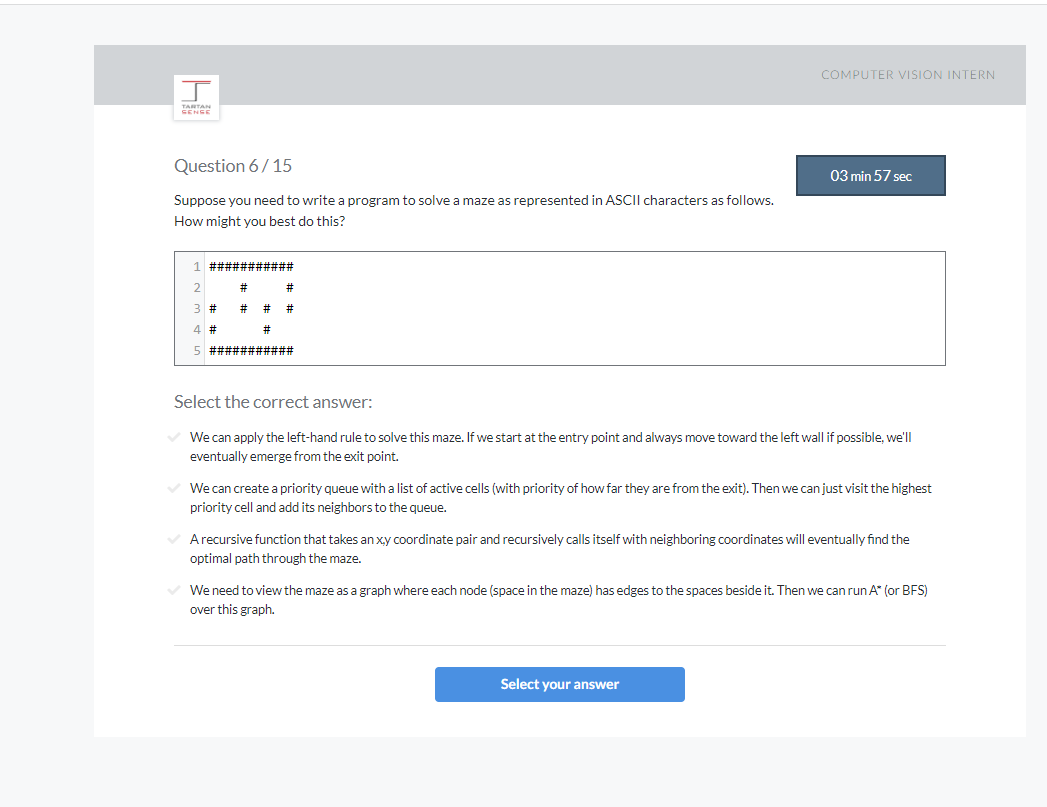 COMPUTER VISION INTERN
TARTAN
SENSE
Question 6 / 15
03 min 57 sec
Suppose you need to write a program to solve a maze as represented in ASCII characters as follows.
How might you best do this?
1 ###########
2     #     #
3 #   #  #  #
4 #      #
5 ###########
Select the correct answer:
We can apply the left-hand rule to solve this maze. If we start at the entry point and always move toward the left wall if possible, we'll
eventually emerge from the exit point.
We can create a priority queue with a list of active cells (with priority of how far they are from the exit). Then we can just visit the highest
priority cell and add its neighbors to the queue.
A recursive function that takes an x,y coordinate pair and recursively calls itself with neighboring coordinates will eventually find the
optimal path through the maze.
We need to view the maze as a graph where each node (space in the maze) has edges to the spaces beside it. Then we can run A* (or BFS)
over this graph.
Select your answer